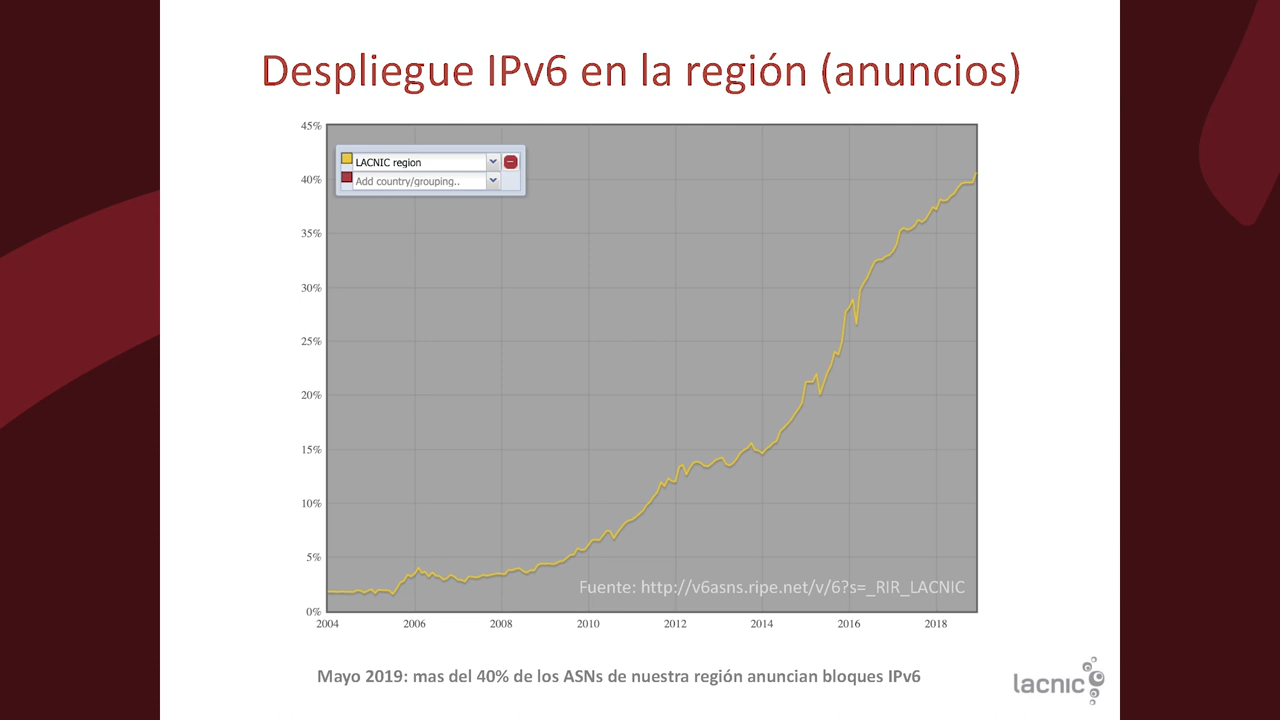 Despliegue IPv6 en la región (anuncios)
45%
LACNIC region
40%
Add country/grouping..
35%
30%
25%
20%
15%
10%
5%
Fuente: http://v6asns.ripe.net/v/6?s=_RIR_LACNIC
0%
2004 2006 2008 2010 2012 2014 2016 2018
Mayo 2019: mas del 40% de los ASNs de nuestra región anuncian bloques IPv6
lacnic